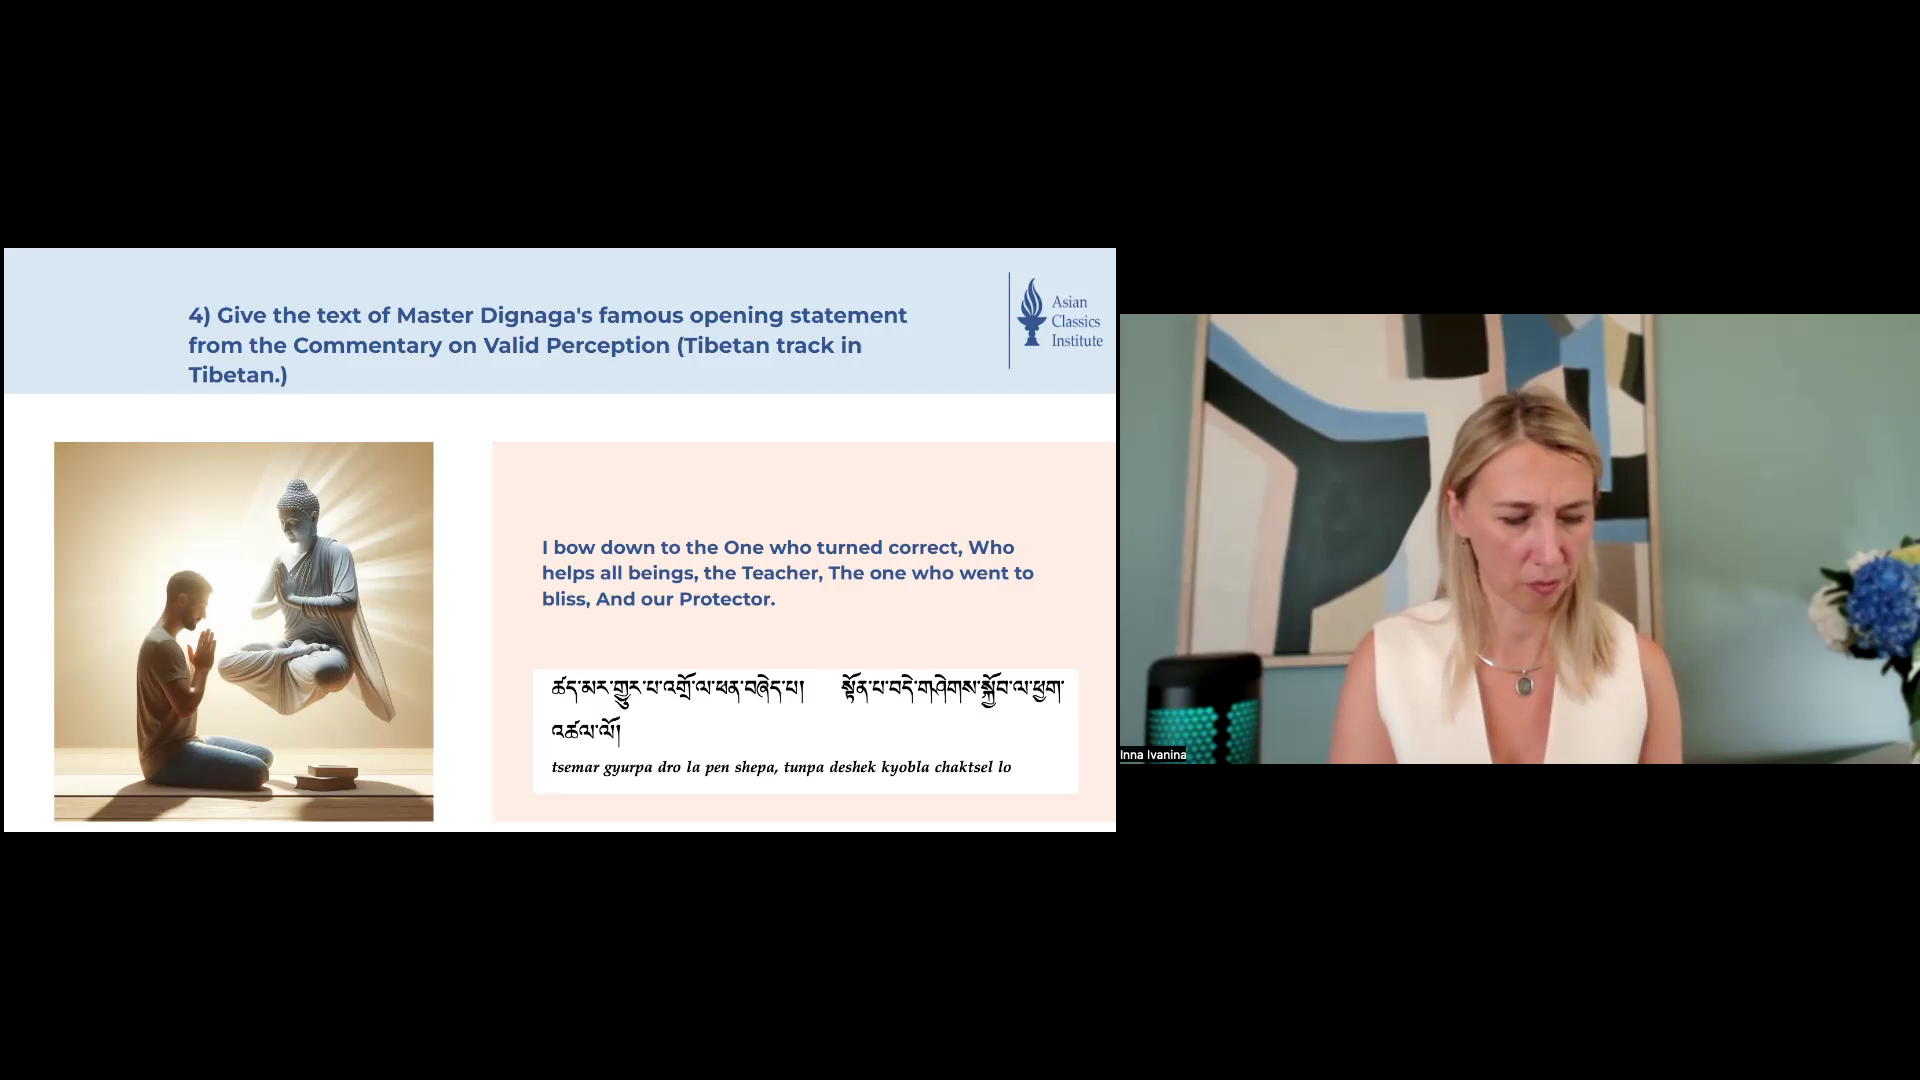 4) Give the text of Master Dignaga's famous opening statement
from the Commentary on Valid Perception (Tibetan track in
Tibetan.)
Asian
Classics
Institute
I bow down to the One who turned correct, Who
helps all beings, the Teacher, The one who went to
bliss, And our Protector.
ཚད་མར་གྱུར་པ་འགྲོ་ལ་ཕན་བཞེད་པ། སྟོན་པ་བདེ་གཤེགས་སྐྱོབ་ལ་ཕྱག་
འཚལ་ལོ།
tsemar gyurpa dro la pen shepa, tunpa deshek kyobla chaktsel lo
Inna Ivanina